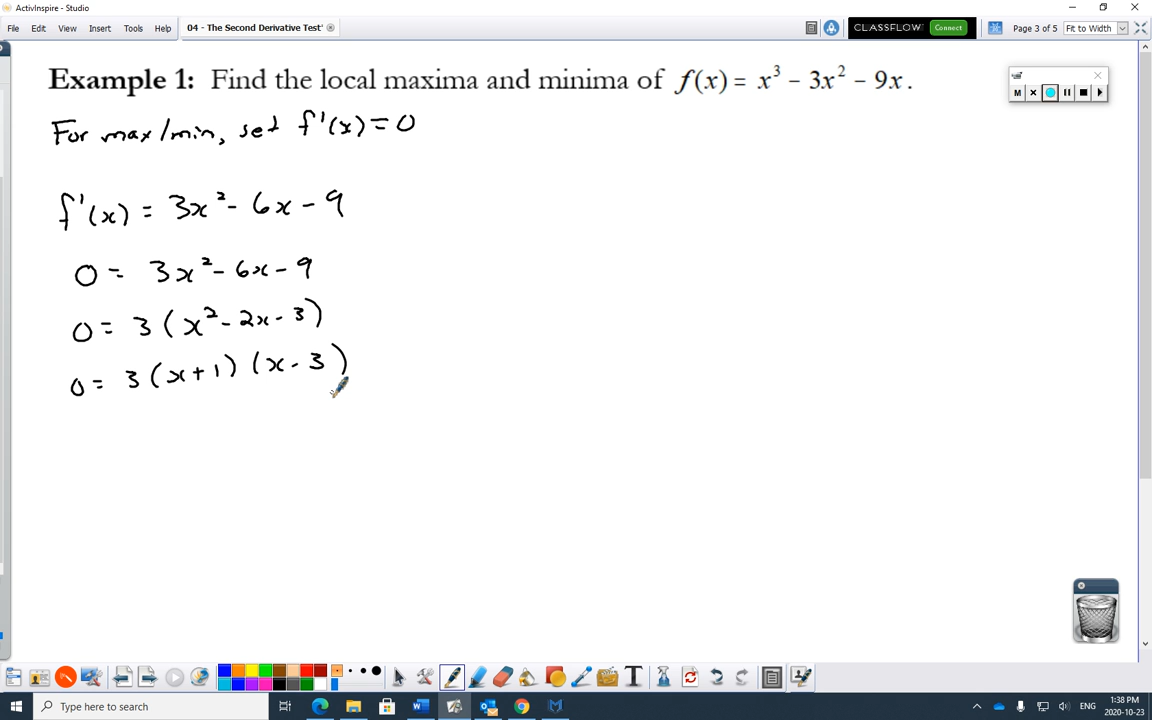 ActivInspire - Studio
File Edit View Insert Tools Help
04 - The Second Derivative Test*
CLASSFLOW Connect
Page 3 of 5 Fit to Width
Example 1: Find the local maxima and minima of f(x) = x³ − 3x² − 9x.
M
For max/min, set f'(x) = 0
f'(x) = 3x² - 6x - 9
0 = 3x² - 6x - 9
0 = 3(x² - 2x - 3)
0 = 3(x+1)(x-3)
T
Type here to search
ENG
1:38 PM
2020-10-23